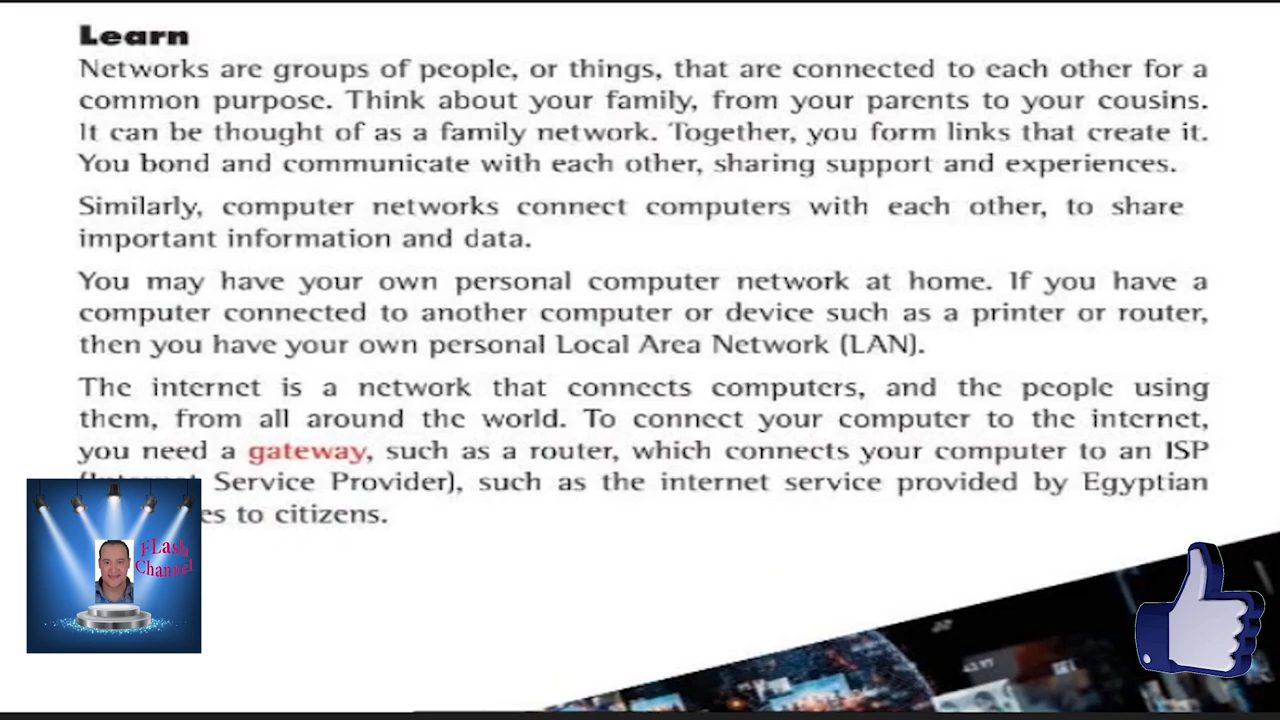 Learn
Networks are groups of people, or things, that are connected to each other for a
common purpose. Think about your family, from your parents to your cousins.
It can be thought of as a family network. Together, you form links that create it.
You bond and communicate with each other, sharing support and experiences.
Similarly, computer networks connect computers with each other, to share
important information and data.
You may have your own personal computer network at home. If you have a
computer connected to another computer or device such as a printer or router,
then you have your own personal Local Area Network (LAN).
The internet is a network that connects computers, and the people using
them, from all around the world. To connect your computer to the internet,
you need a gateway, such as a router, which connects your computer to an ISP
(Internet Service Provider), such as the internet service provided by Egyptian
es to citizens.
FLash
Channel